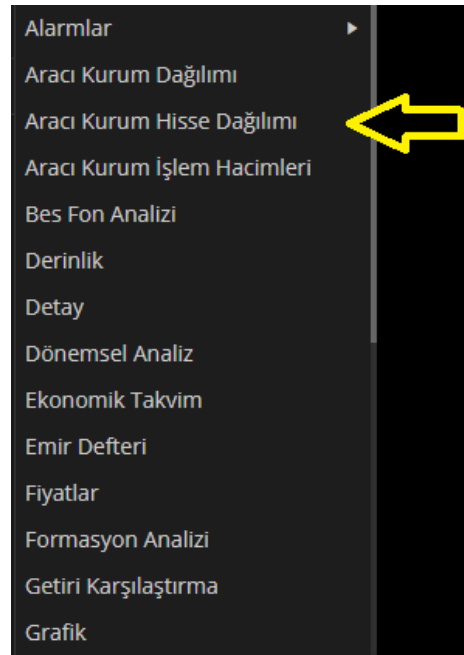 Alarmlar
Aracı Kurum Dağılımı
Aracı Kurum Hisse Dağılımı
Aracı Kurum İşlem Hacimleri
Bes Fon Analizi
Derinlik
Detay
Dönemsel Analiz
Ekonomik Takvim
Emir Defteri
Fiyatlar
Formasyon Analizi
Getiri Karşılaştırma
Grafik